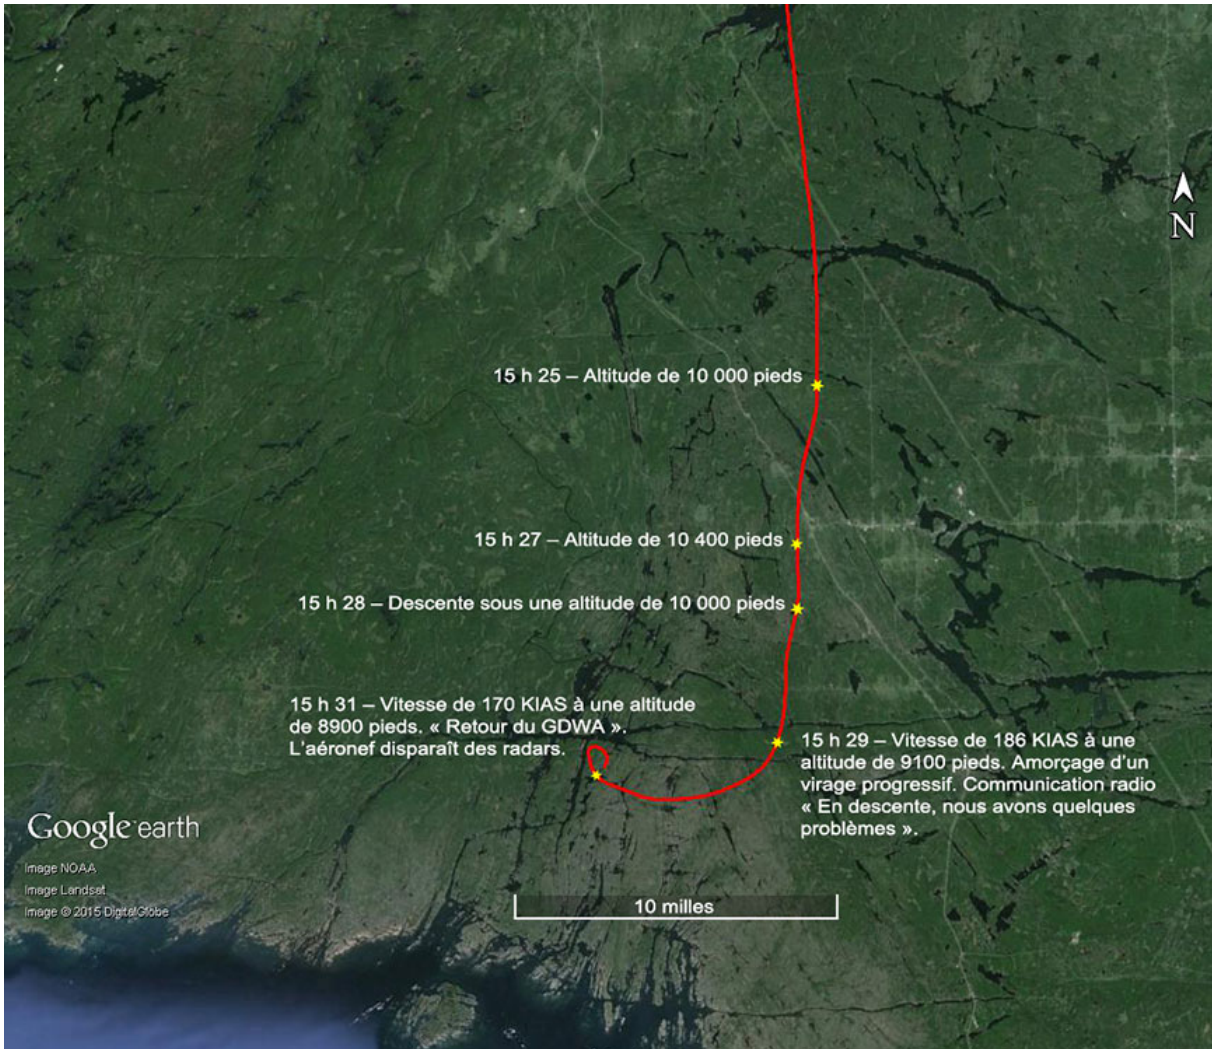 N
15 h 25 – Altitude de 10 000 pieds
15 h 27 – Altitude de 10 400 pieds
15 h 28 – Descente sous une altitude de 10 000 pieds
15 h 31 – Vitesse de 170 KIAS à une altitude
de 8900 pieds. « Retour du GDWA ».
L'aéronef disparaît des radars.
15 h 29 – Vitesse de 186 KIAS à une
altitude de 9100 pieds. Amorçage d'un
virage progressif. Communication radio
« En descente, nous avons quelques
problèmes ».
Google earth
Image NOAA
Image Landsat
Image © 2015 DigitalGlobe
10 milles